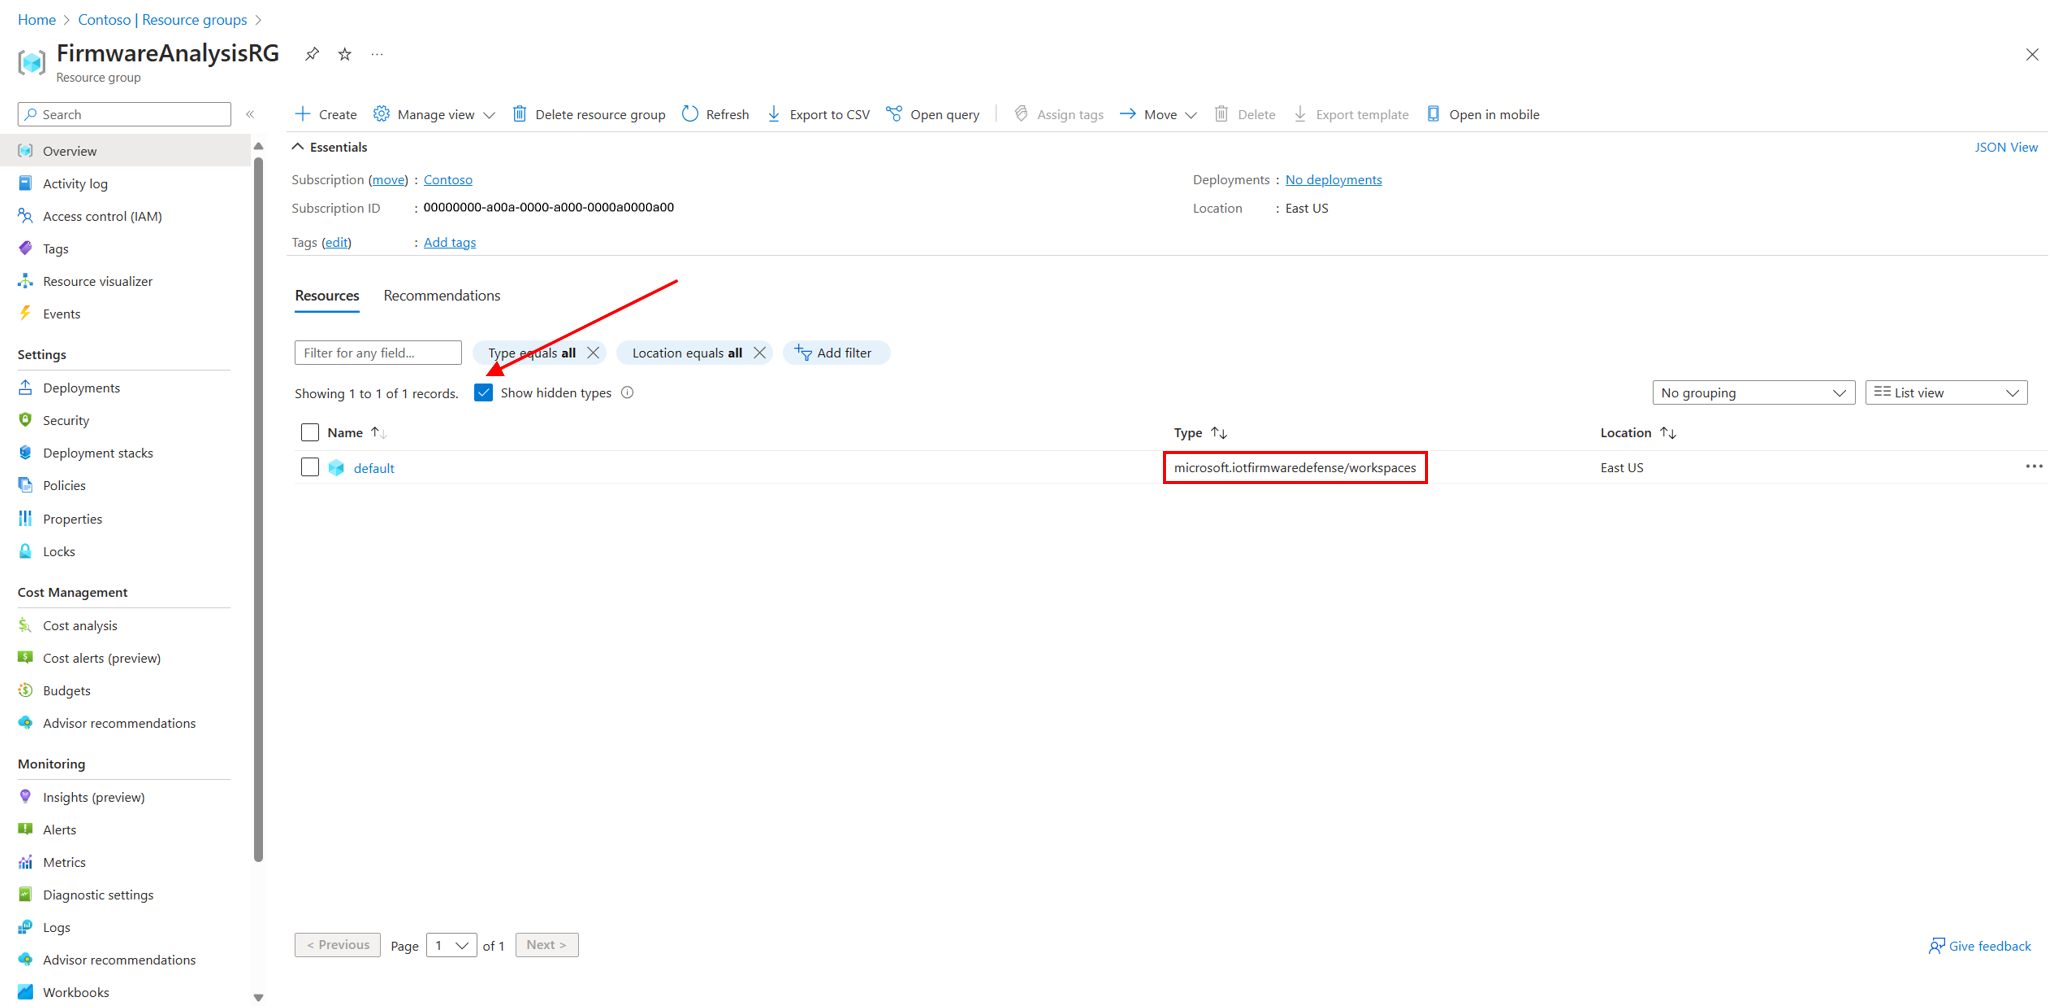 Home > Contoso | Resource groups >
FirmwareAnalysisRG
Resource group
Search
Create Manage view Delete resource group Refresh Export to CSV Open query Assign tags Move Delete Export template Open in mobile
Overview
Activity log
Access control (IAM)
Tags
Resource visualizer
Events
Settings
Deployments
Security
Deployment stacks
Policies
Properties
Locks
Cost Management
Cost analysis
Cost alerts (preview)
Budgets
Advisor recommendations
Monitoring
Insights (preview)
Alerts
Metrics
Diagnostic settings
Logs
Advisor recommendations
Workbooks
Essentials
JSON View
Subscription (move) : Contoso
Subscription ID : 00000000-a00a-0000-a000-0000a0000a00
Tags (edit) : Add tags
Deployments : No deployments
Location : East US
Resources Recommendations
Filter for any field... Type equals all Location equals all Add filter
Showing 1 to 1 of 1 records. Show hidden types No grouping List view
Name Type Location
default microsoft.iotfirmwaredefense/workspaces East US
< Previous Page 1 of 1 Next >
Give feedback